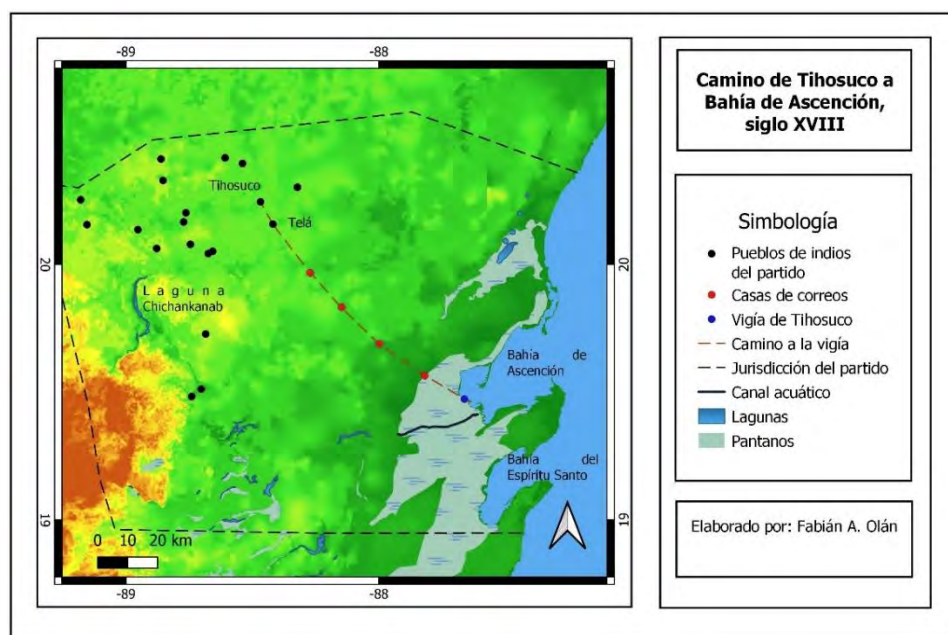 -89
-88
Tihosuco
Telá
20
20
Laguna
Chichankanab
Bahía de
Ascención
Bahía del
Espíritu Santo
19
19
0 10 20 km
-89
-88
Camino de Tihosuco a
Bahía de Ascención,
siglo XVIII
Simbología
Pueblos de indios
del partido
Casas de correos
Vigía de Tihosuco
Camino a la vigía
Jurisdicción del partido
Canal acuático
Lagunas
Pantanos
Elaborado por: Fabián A. Olán